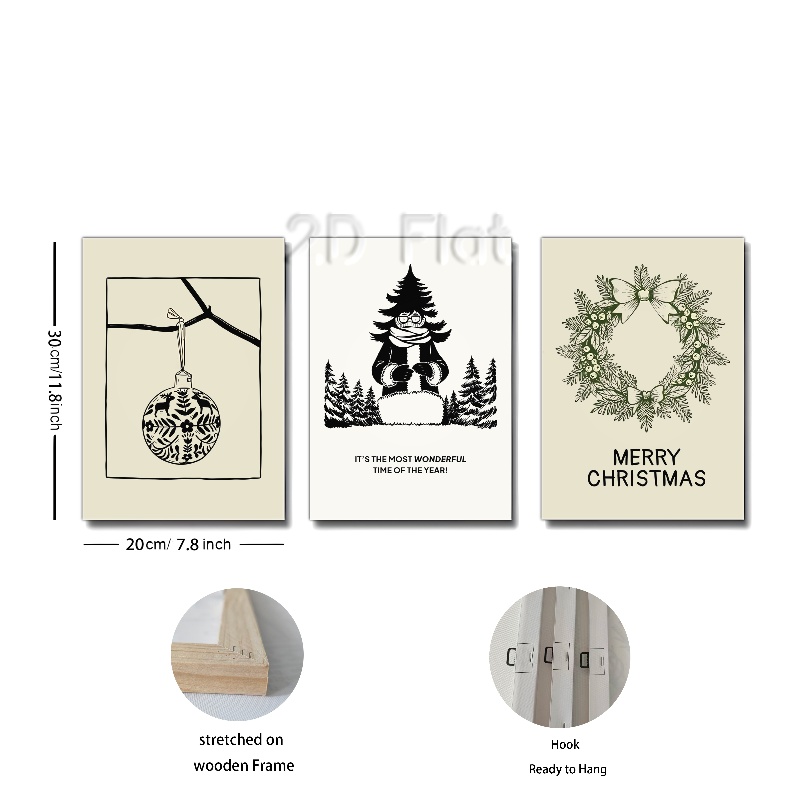 2D Flat
IT'S THE MOST WONDERFUL
TIME OF THE YEAR!
MERRY
CHRISTMAS
30cm/11.8inch
20cm/ 7.8 inch
stretched on
wooden Frame
Hook
Ready to Hang